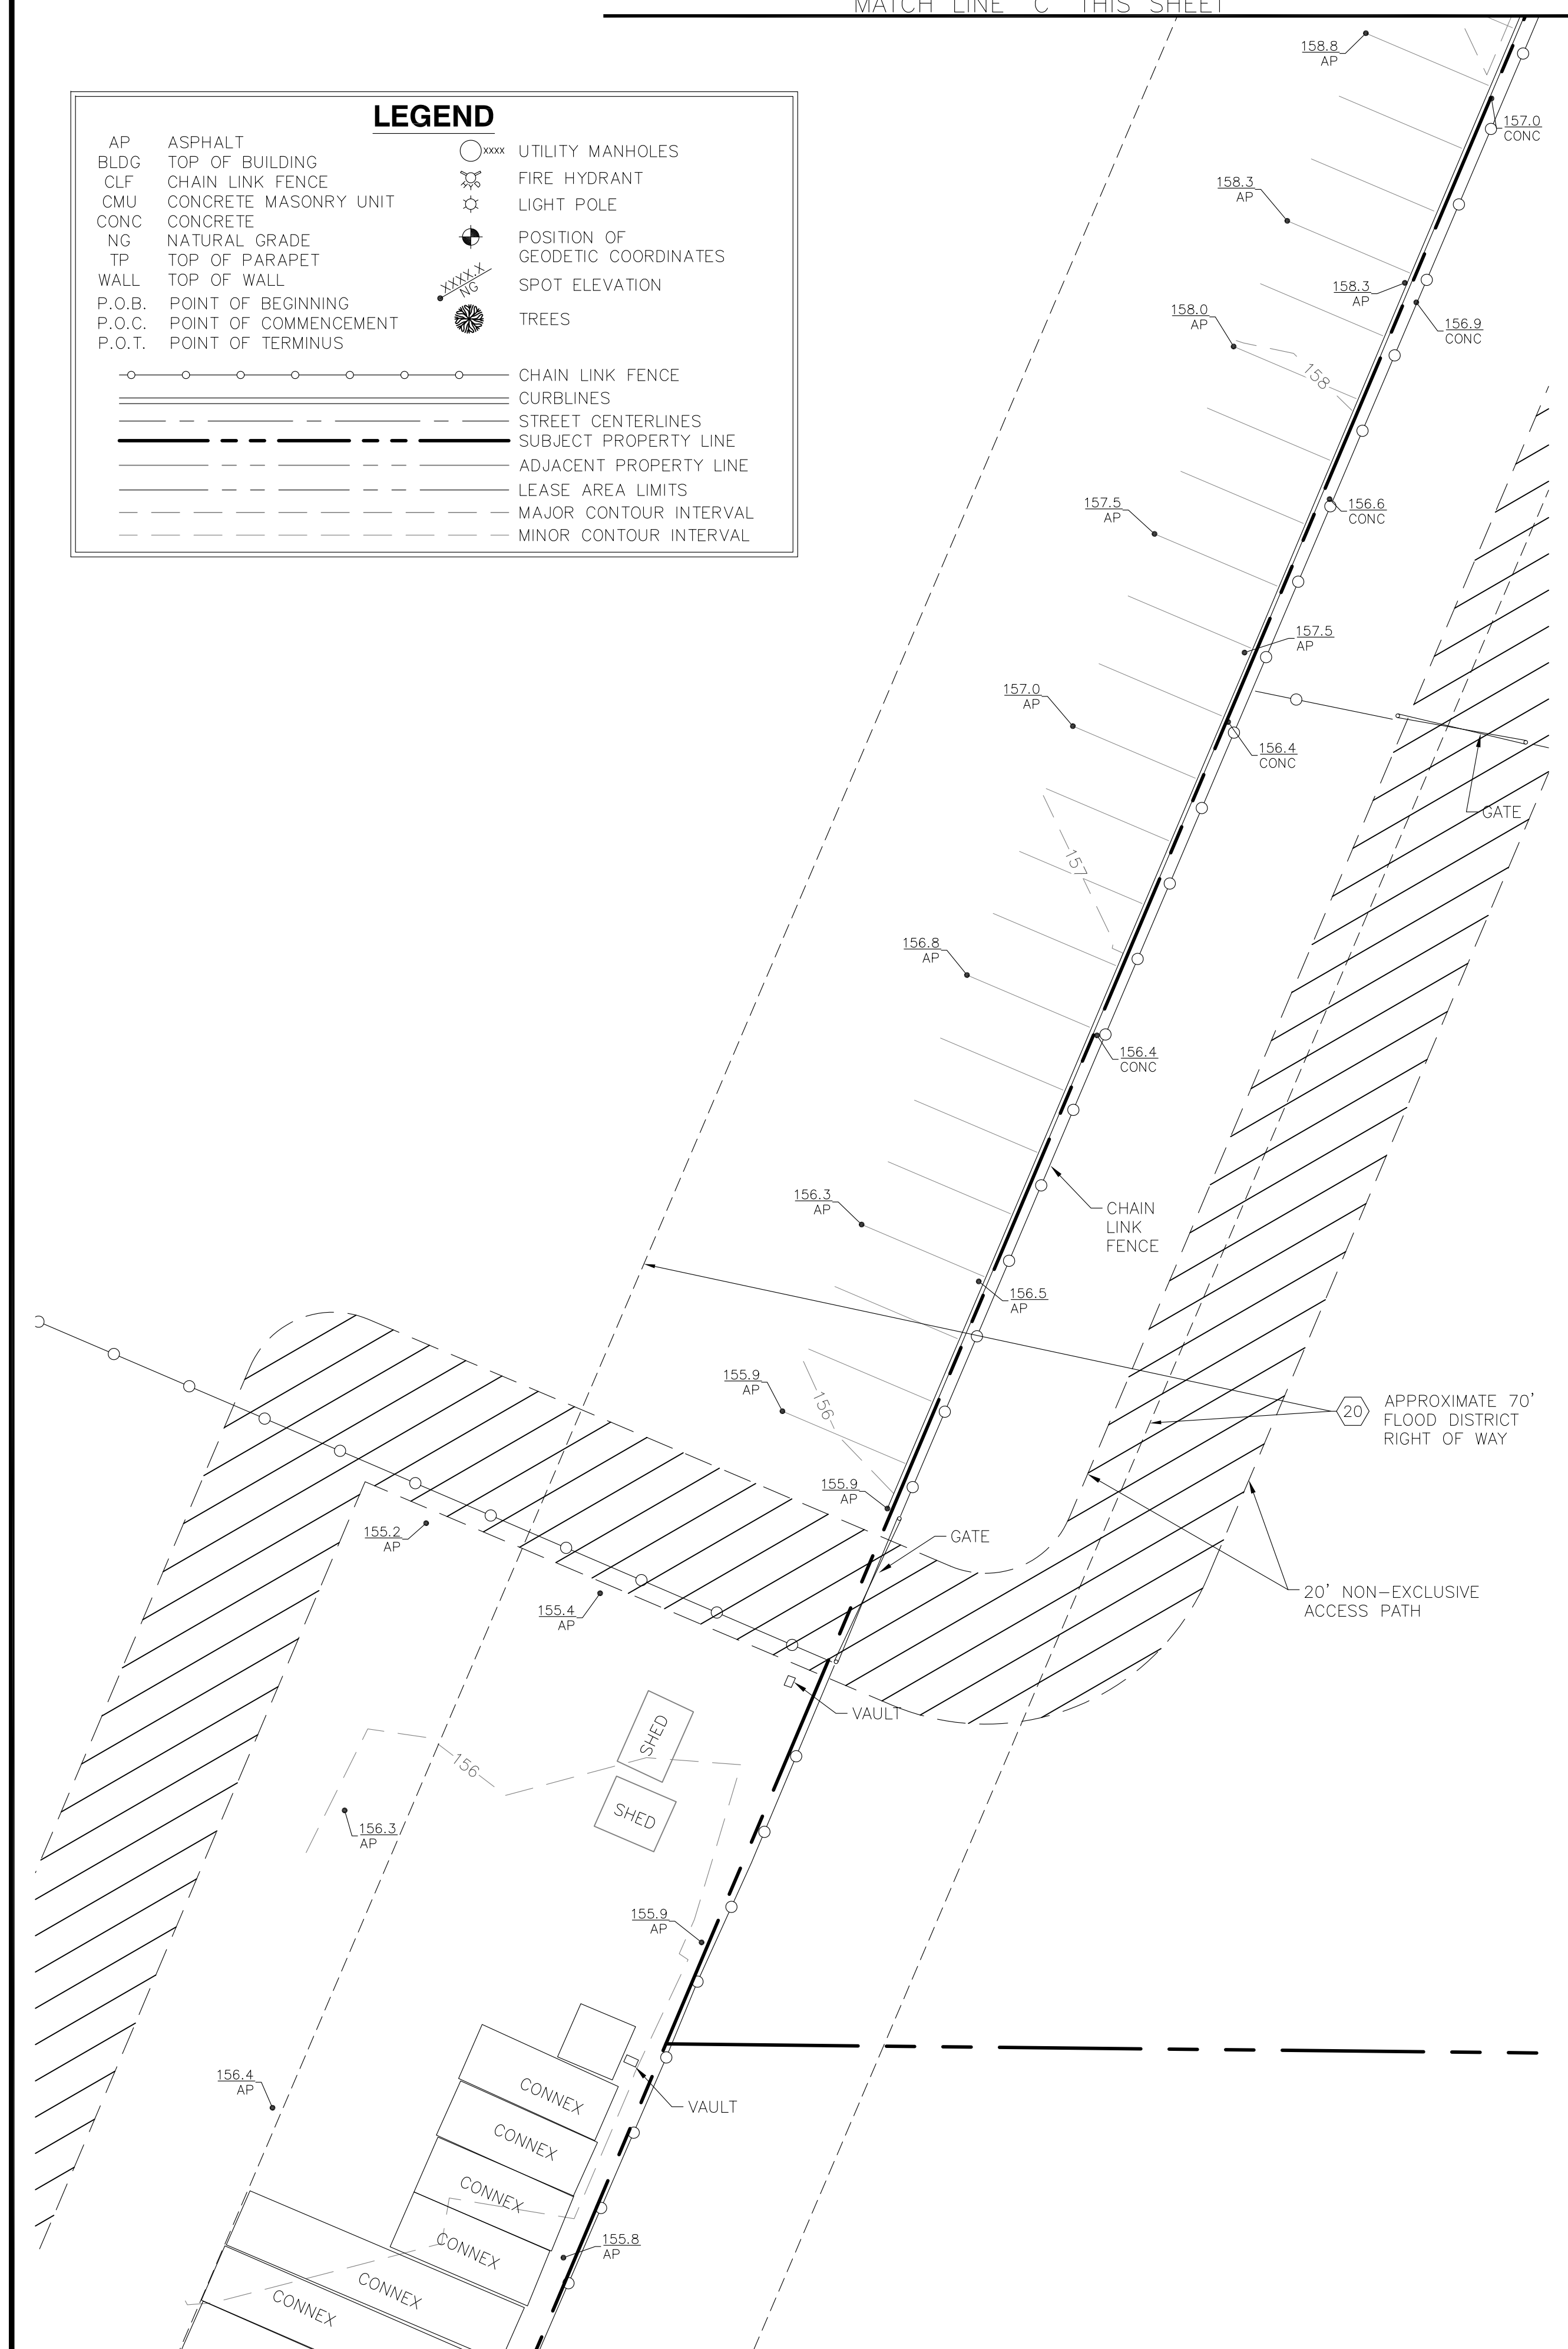 MATCH LINE "C" THIS SHEET
LEGEND
AP ASPHALT
BLDG TOP OF BUILDING
CLF CHAIN LINK FENCE
CMU CONCRETE MASONRY UNIT
CONC CONCRETE
NG NATURAL GRADE
TP TOP OF PARAPET
WALL TOP OF WALL
P.O.B. POINT OF BEGINNING
P.O.C. POINT OF COMMENCEMENT
P.O.T. POINT OF TERMINUS
XXXX UTILITY MANHOLES
FIRE HYDRANT
LIGHT POLE
POSITION OF
GEODETIC COORDINATES
XXXX.X
NG
SPOT ELEVATION
TREES
CHAIN LINK FENCE
CURBLINES
STREET CENTERLINES
SUBJECT PROPERTY LINE
ADJACENT PROPERTY LINE
LEASE AREA LIMITS
MAJOR CONTOUR INTERVAL
MINOR CONTOUR INTERVAL
158.8
AP
157.0
CONC
158.3
AP
158.3
AP
156.9
CONC
158.0
AP
158
157.5
AP
156.6
CONC
157.5
AP
157.0
AP
156.4
CONC
GATE
157
156.8
AP
156.4
CONC
156.3
AP
CHAIN
LINK
FENCE
156.5
AP
155.9
AP
156
20
APPROXIMATE 70'
FLOOD DISTRICT
RIGHT OF WAY
155.9
AP
155.2
AP
GATE
155.4
AP
20' NON-EXCLUSIVE
ACCESS PATH
VAULT
SHED
156
SHED
156.3
AP
155.9
AP
156.4
AP
VAULT
CONNEX
CONNEX
CONNEX
CONNEX
155.8
AP
CONNEX
CONNEX